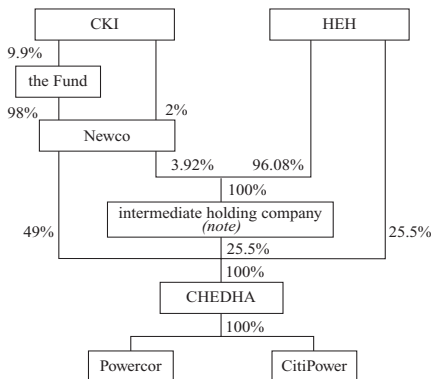 CKI HEH
9.9%
the Fund
98% 2%
Newco
3.92% 96.08%
100%
intermediate holding company
(note)
49% 25.5%
25.5%
100%
CHEDHA
100%
Powercor CitiPower